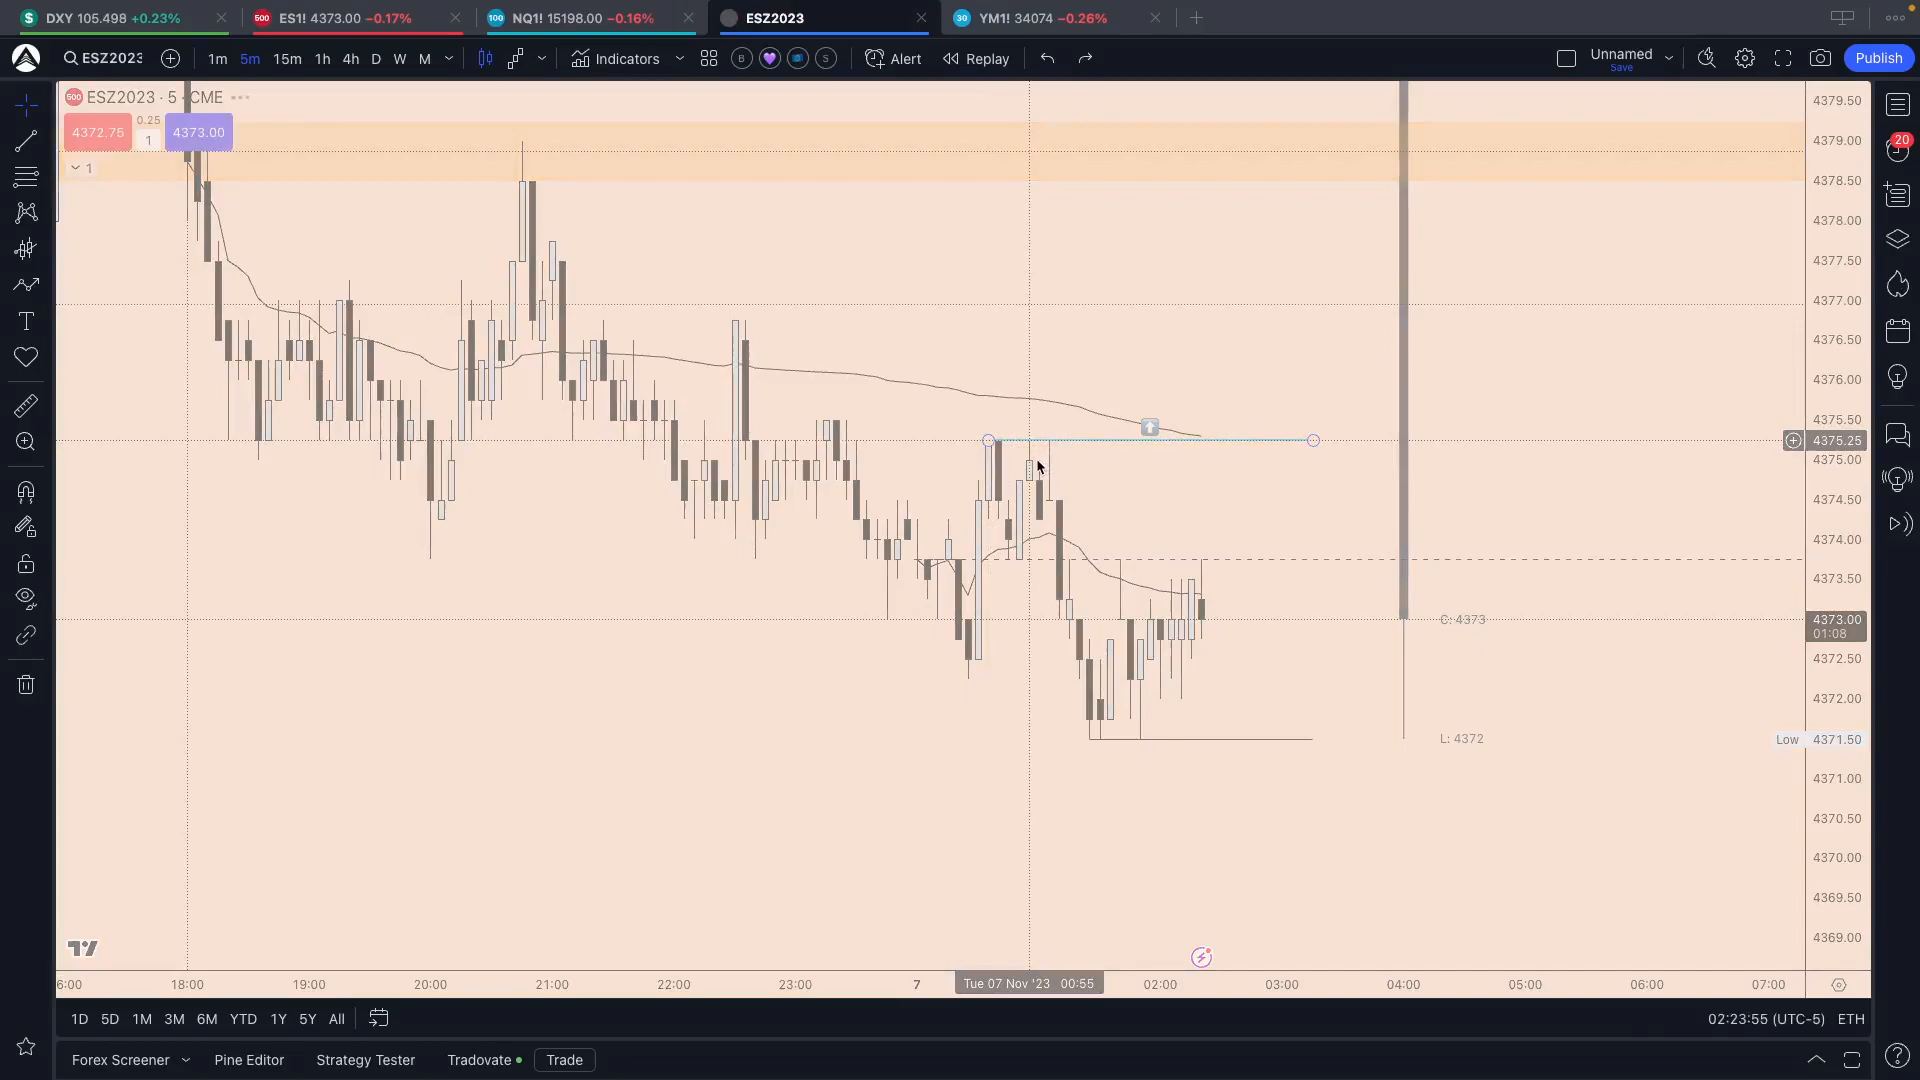 DXY 105.498 +0.23%
ES1! 4373.00 −0.17%
NQ1! 15198.00 −0.16%
ESZ2023
YM1! 34074 −0.26%
ESZ2023
1m 5m 15m 1h 4h D W M
Indicators
B
S
Alert
Replay
Unnamed
Save
Publish
ESZ2023 · 5 · CME
4372.75
0.25
1
4373.00
1
4379.50
4379.00
4378.50
4378.00
4377.50
4377.00
4376.50
4376.00
4375.50
4375.25
4375.00
4374.50
4374.00
4373.50
4373.00
01:08
4372.50
4372.00
Low 4371.50
4371.00
4370.50
4370.00
4369.50
4369.00
C: 4373
L: 4372
20
6:00 18:00 19:00 20:00 21:00 22:00 23:00 7 Tue 07 Nov '23 00:55 02:00 03:00 04:00 05:00 06:00 07:00
1D 5D 1M 3M 6M YTD 1Y 5Y All
02:23:55 (UTC-5) ETH
Forex Screener Pine Editor Strategy Tester Tradovate Trade